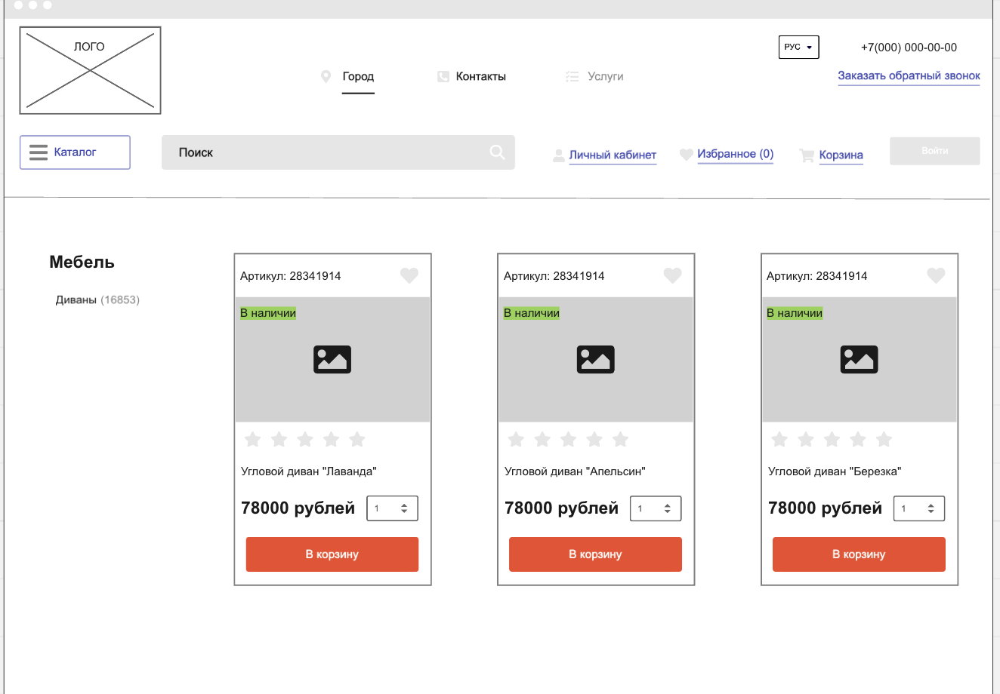 ЛОГО
РУС
+7(000) 000-00-00
Город
Контакты
Услуги
Заказать обратный звонок
Каталог
Поиск
Личный кабинет
Избранное (0)
Корзина
Войти
Мебель
Диваны (16853)
Артикул: 28341914
В наличии
Угловой диван "Лаванда"
78000 рублей
1
В корзину
Артикул: 28341914
В наличии
Угловой диван "Апельсин"
78000 рублей
1
В корзину
Артикул: 28341914
В наличии
Угловой диван "Березка"
78000 рублей
1
В корзину